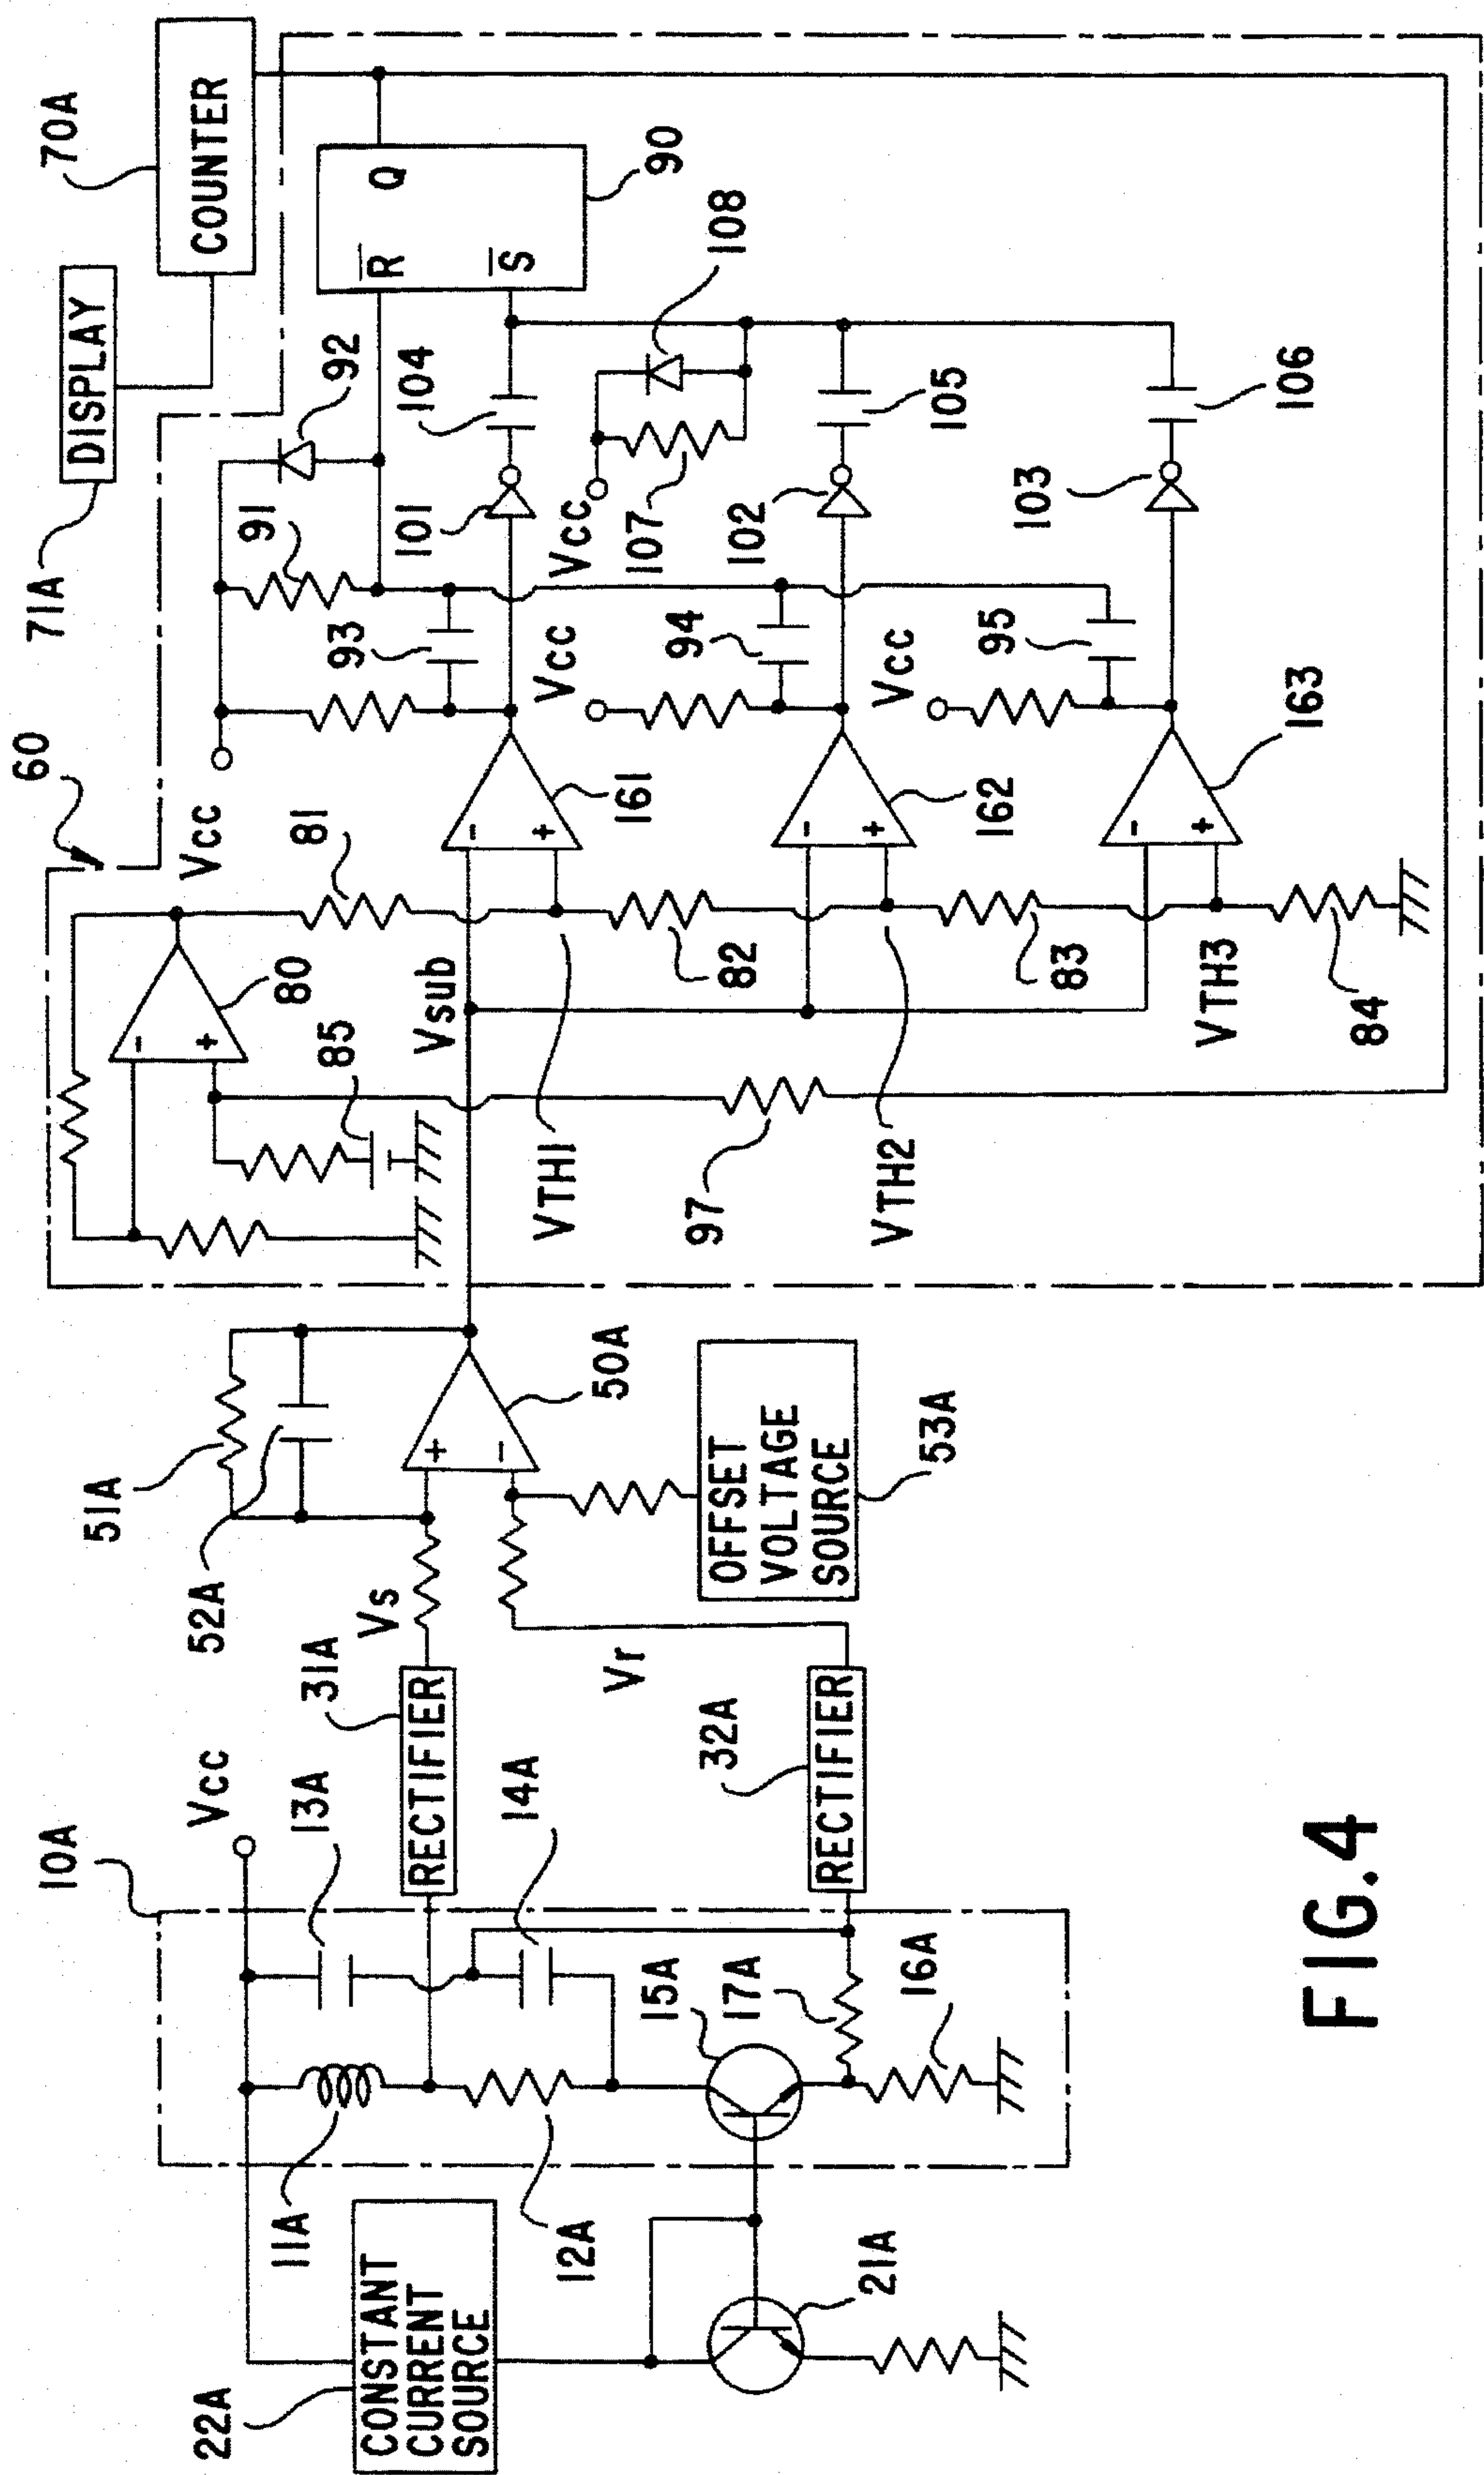 60
71A
70A
DISPLAY
COUNTER
Vcc
91
92
80
81
93
101
104
R
Q
S
90
85
Vsub
161
Vcc
Vcc
107
108
VTH1
82
94
102
105
97
162
Vcc
VTH2
83
95
103
106
VTH3
163
84
10A
Vcc
13A
31A
52A
51A
RECTIFIER
Vs
+
-
50A
14A
32A
Vr
RECTIFIER
OFFSET
VOLTAGE
SOURCE
53A
11A
12A
15A
17A
16A
22A
CONSTANT
CURRENT
SOURCE
21A
-
+
-
+
-
+
-
+
FIG.4